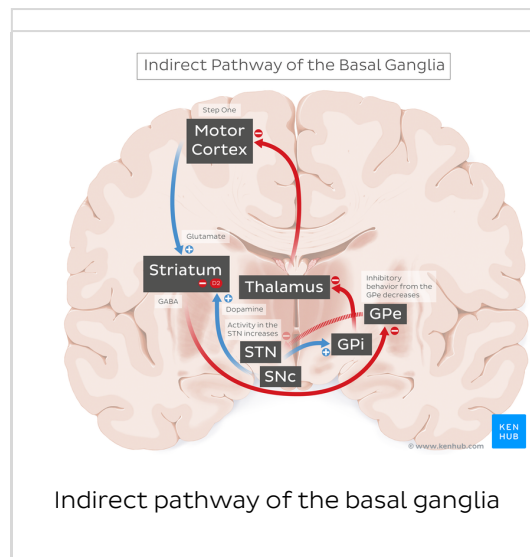 Indirect Pathway of the Basal Ganglia
Step One
Motor
Cortex
Glutamate
Striatum
D2
GABA
Dopamine
Thalamus
Inhibitory
behavior from the
GPe decreases
GPe
Activity in the
STN increases
STN
GPi
SNc
KEN
HUB
© www.kenhub.com
Indirect pathway of the basal ganglia